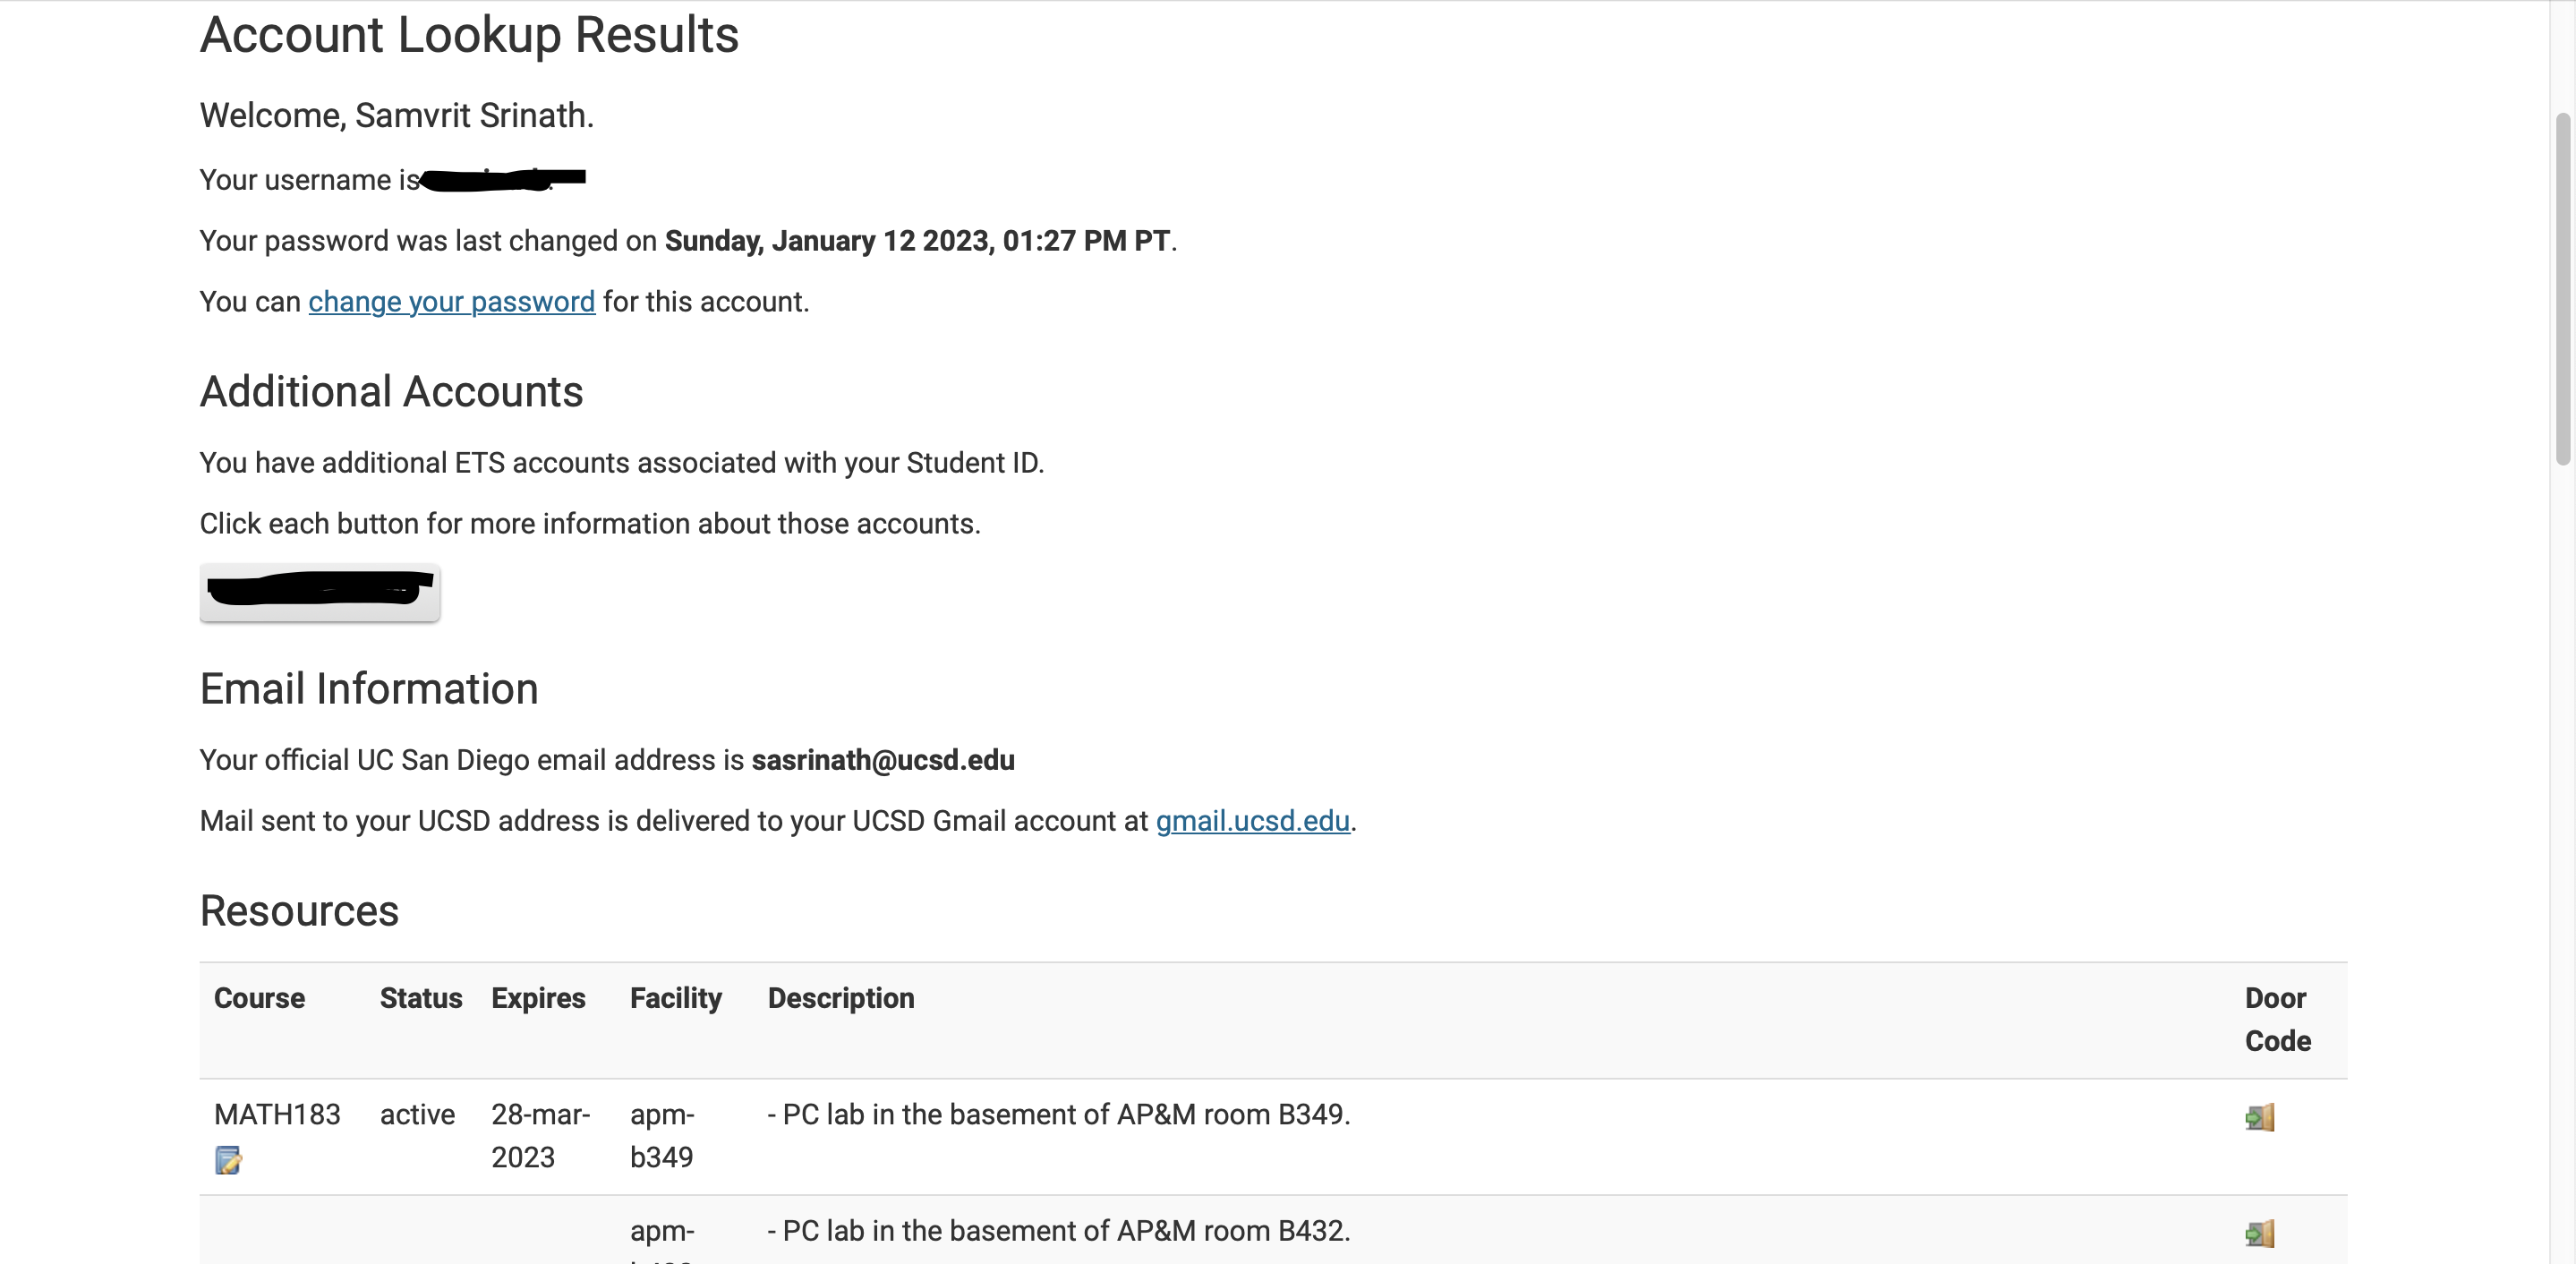 Account Lookup Results
Welcome, Samvrit Srinath.
Your username is
Your password was last changed on Sunday, January 12 2023, 01:27 PM PT.
You can change your password for this account.
Additional Accounts
You have additional ETS accounts associated with your Student ID.
Click each button for more information about those accounts.
Email Information
Your official UC San Diego email address is sasrinath@ucsd.edu
Mail sent to your UCSD address is delivered to your UCSD Gmail account at gmail.ucsd.edu.
Resources
Course Status Expires Facility Description Door
Code
MATH183 active 28-mar- apm- - PC lab in the basement of AP&M room B349.
2023 b349
apm- - PC lab in the basement of AP&M room B432.